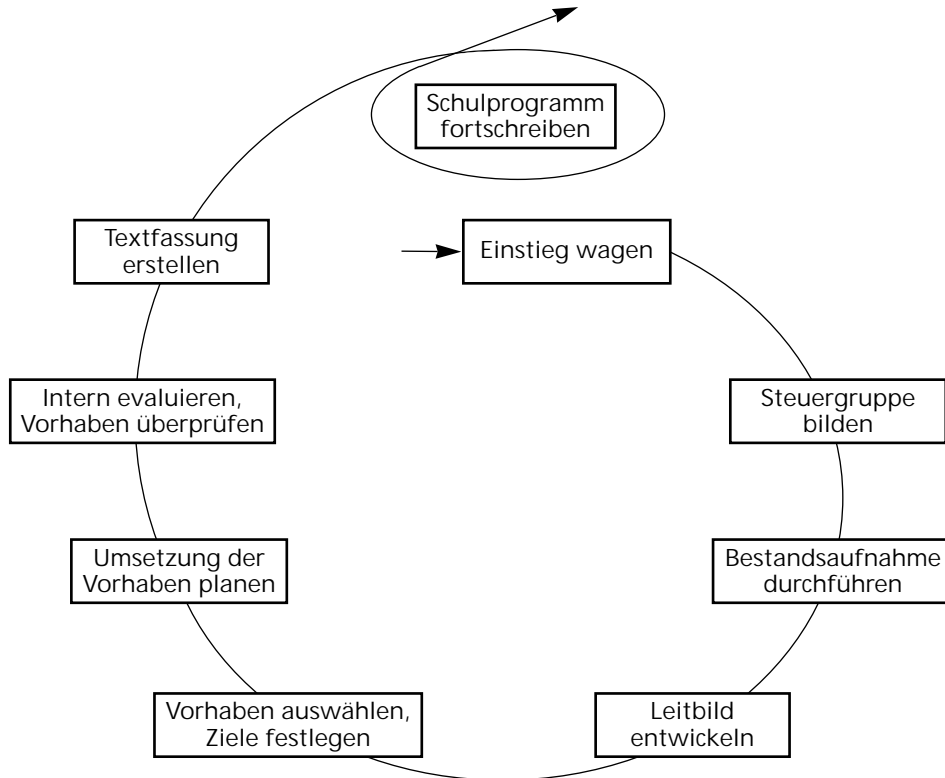 Schulprogramm
fortschreiben
Textfassung
erstellen
Einstieg wagen
Intern evaluieren,
Vorhaben überprüfen
Steuergruppe
bilden
Umsetzung der
Vorhaben planen
Bestandsaufnahme
durchführen
Vorhaben auswählen,
Ziele festlegen
Leitbild
entwickeln